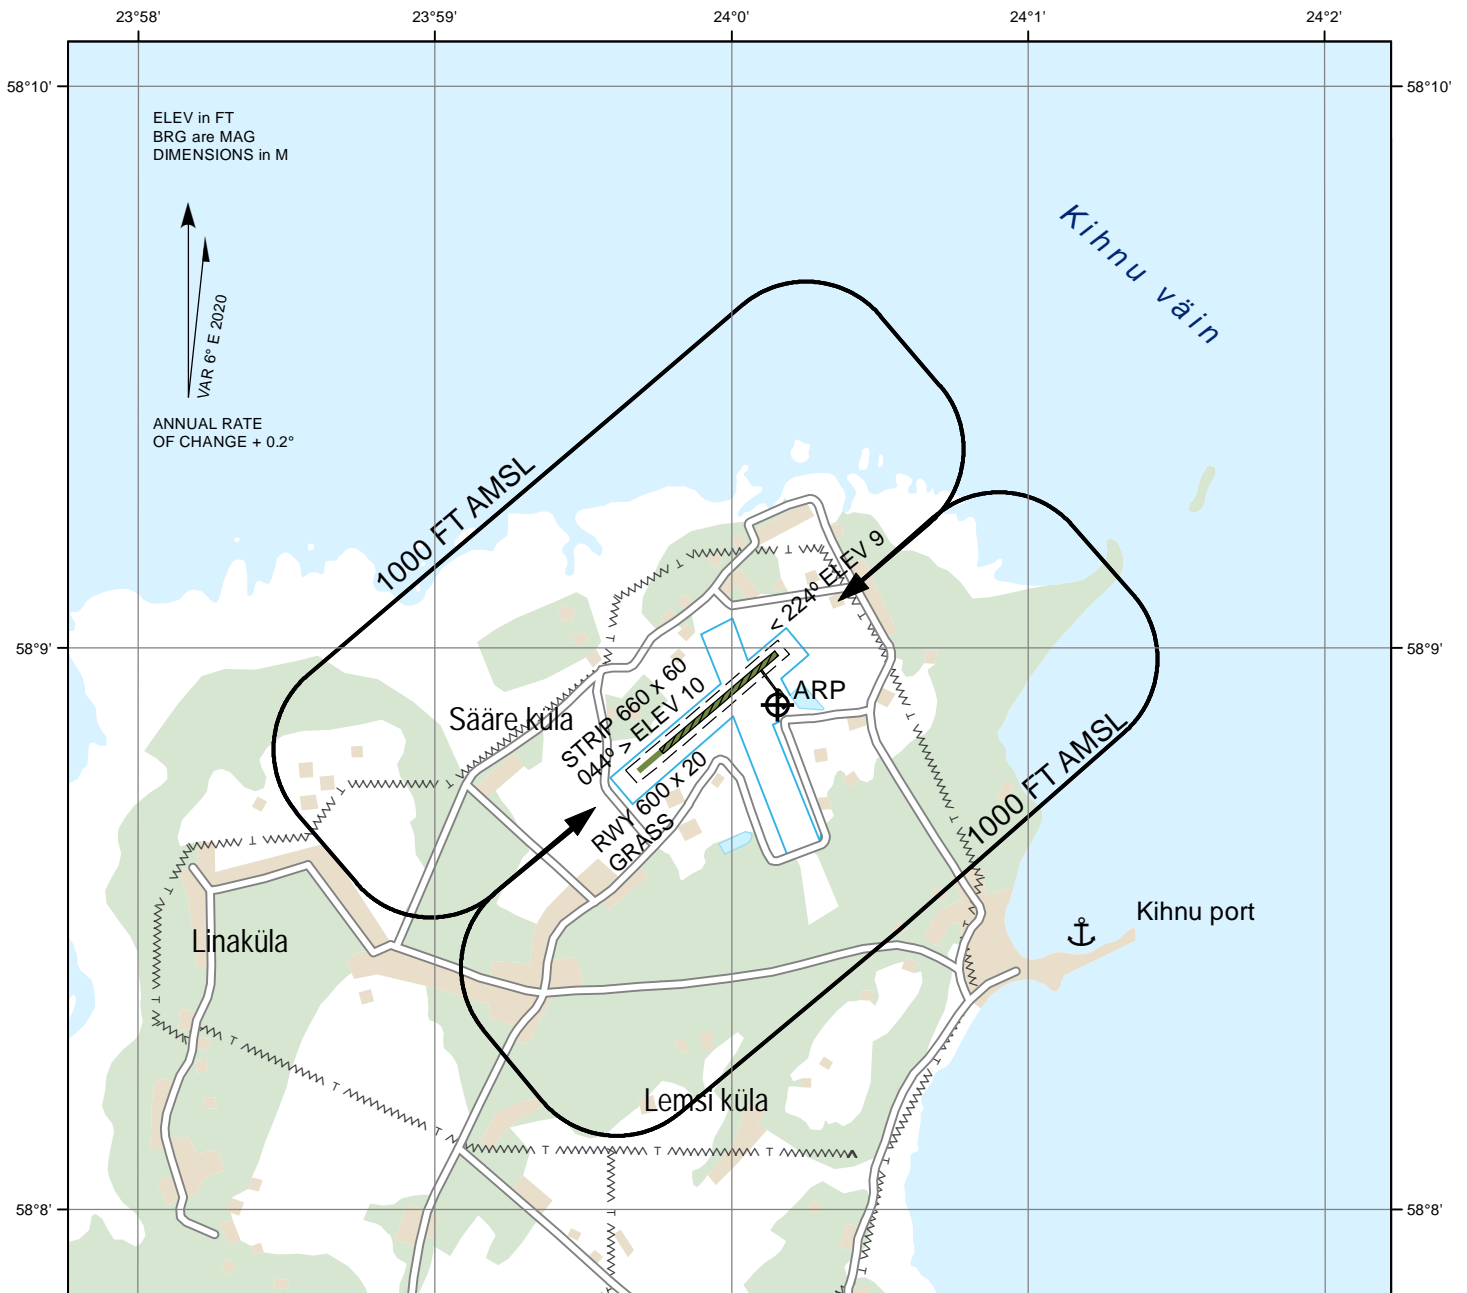 23°58'
23°59'
24°0'
24°1'
24°2'
58°10'
58°10'
ELEV in FT
BRG are MAG
DIMENSIONS in M
VAR 6° E 2020
ANNUAL RATE
OF CHANGE + 0.2°
Kihnu väin
1000 FT AMSL
< 224º ELEV 9
58°9'
58°9'
STRIP 660 x 60
044º > ELEV 10
ARP
Sääre küla
RWY 600 x 20
GRASS
1000 FT AMSL
Kihnu port
Linaküla
Lemsi küla
58°8'
58°8'